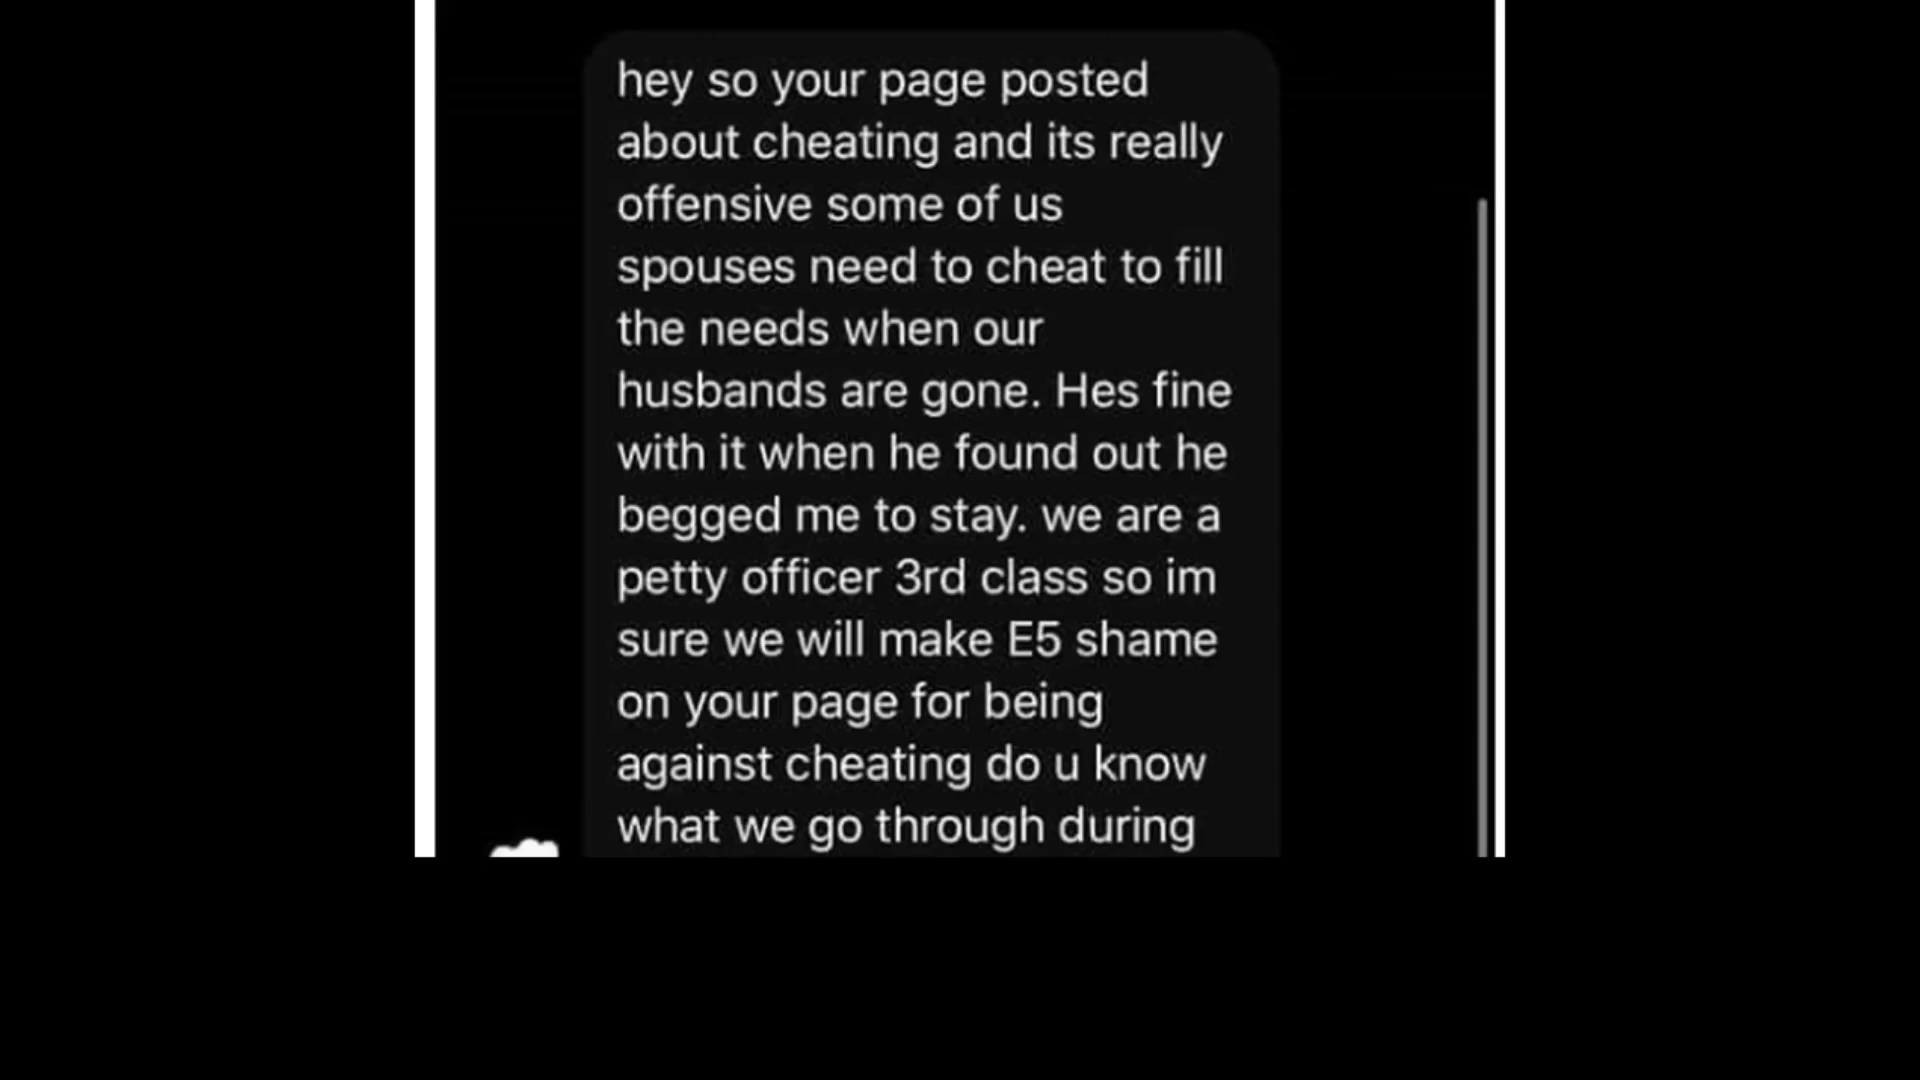 hey so your page posted
about cheating and its really
offensive some of us
spouses need to cheat to fill
the needs when our
husbands are gone. Hes fine
with it when he found out he
begged me to stay. we are a
petty officer 3rd class so im
sure we will make E5 shame
on your page for being
against cheating do u know
what we go through during